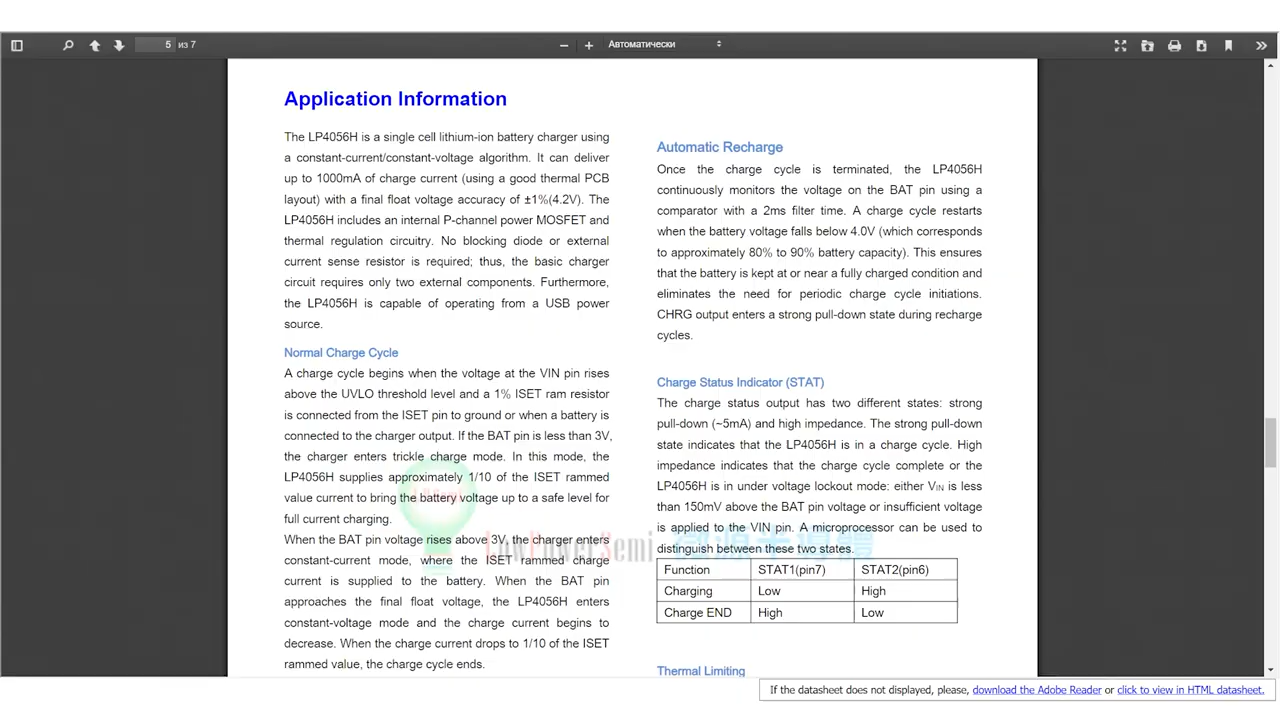 5 из 7
Автоматически
Application Information
The LP4056H is a single cell lithium-ion battery charger using
a constant-current/constant-voltage algorithm. It can deliver
up to 1000mA of charge current (using a good thermal PCB
layout) with a final float voltage accuracy of ±1%(4.2V). The
LP4056H includes an internal P-channel power MOSFET and
thermal regulation circuitry. No blocking diode or external
current sense resistor is required; thus, the basic charger
circuit requires only two external components. Furthermore,
the LP4056H is capable of operating from a USB power
source.
Normal Charge Cycle
A charge cycle begins when the voltage at the VIN pin rises
above the UVLO threshold level and a 1% ISET ram resistor
is connected from the ISET pin to ground or when a battery is
connected to the charger output. If the BAT pin is less than 3V,
the charger enters trickle charge mode. In this mode, the
LP4056H supplies approximately 1/10 of the ISET rammed
value current to bring the battery voltage up to a safe level for
full current charging.
When the BAT pin voltage rises above 3V, the charger enters
constant-current mode, where the ISET rammed charge
current is supplied to the battery. When the BAT pin
approaches the final float voltage, the LP4056H enters
constant-voltage mode and the charge current begins to
decrease. When the charge current drops to 1/10 of the ISET
rammed value, the charge cycle ends.
Automatic Recharge
Once the charge cycle is terminated, the LP4056H
continuously monitors the voltage on the BAT pin using a
comparator with a 2ms filter time. A charge cycle restarts
when the battery voltage falls below 4.0V (which corresponds
to approximately 80% to 90% battery capacity). This ensures
that the battery is kept at or near a fully charged condition and
eliminates the need for periodic charge cycle initiations.
CHRG output enters a strong pull-down state during recharge
cycles.
Charge Status Indicator (STAT)
The charge status output has two different states: strong
pull-down (~5mA) and high impedance. The strong pull-down
state indicates that the LP4056H is in a charge cycle. High
impedance indicates that the charge cycle complete or the
LP4056H is in under voltage lockout mode: either VIN is less
than 150mV above the BAT pin voltage or insufficient voltage
is applied to the VIN pin. A microprocessor can be used to
distinguish between these two states.
Function STAT1(pin7) STAT2(pin6)
Charging Low High
Charge END High Low
Thermal Limiting
LowPowerSemi 微源半導體
If the datasheet does not displayed, please, download the Adobe Reader or click to view in HTML datasheet.